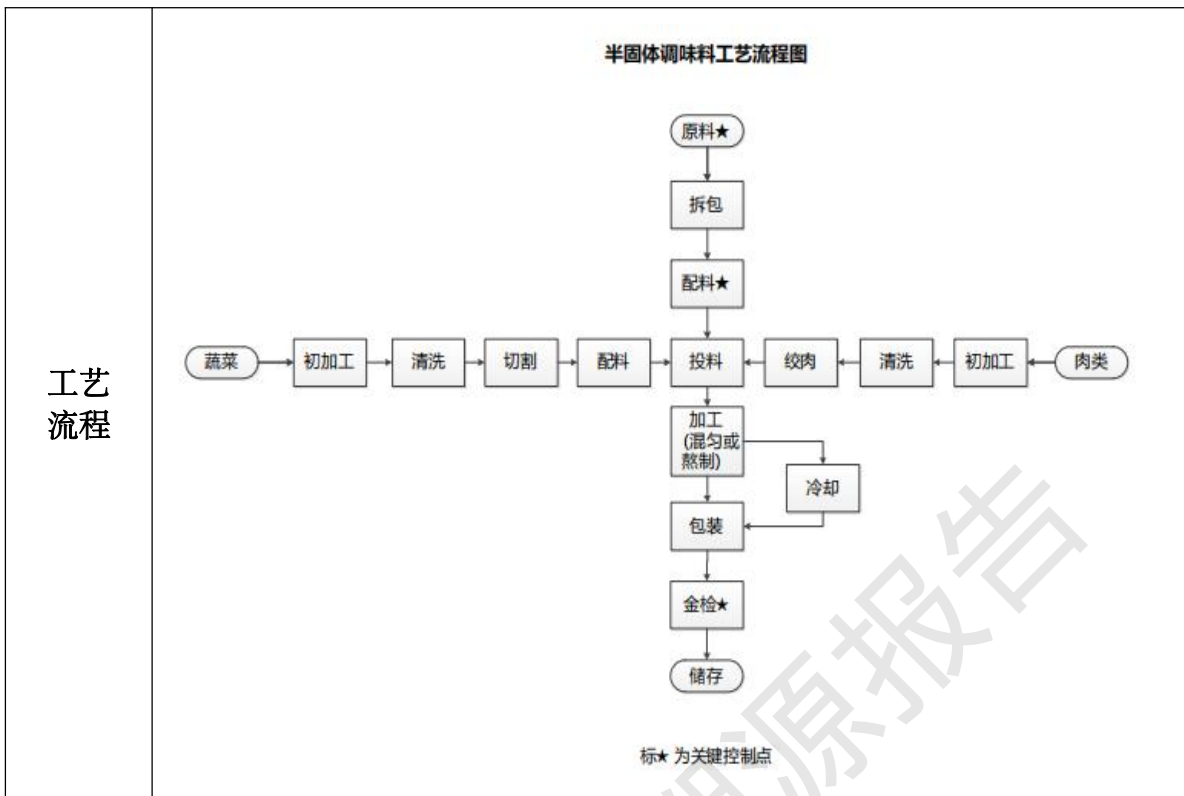 工艺
流程
半固体调味料工艺流程图
原料★
拆包
配料★
蔬菜
初加工
清洗
切割
配料
投料
绞肉
清洗
初加工
肉类
加工
(混匀或
熬制)
冷却
包装
金检★
储存
标★ 为关键控制点
源报告